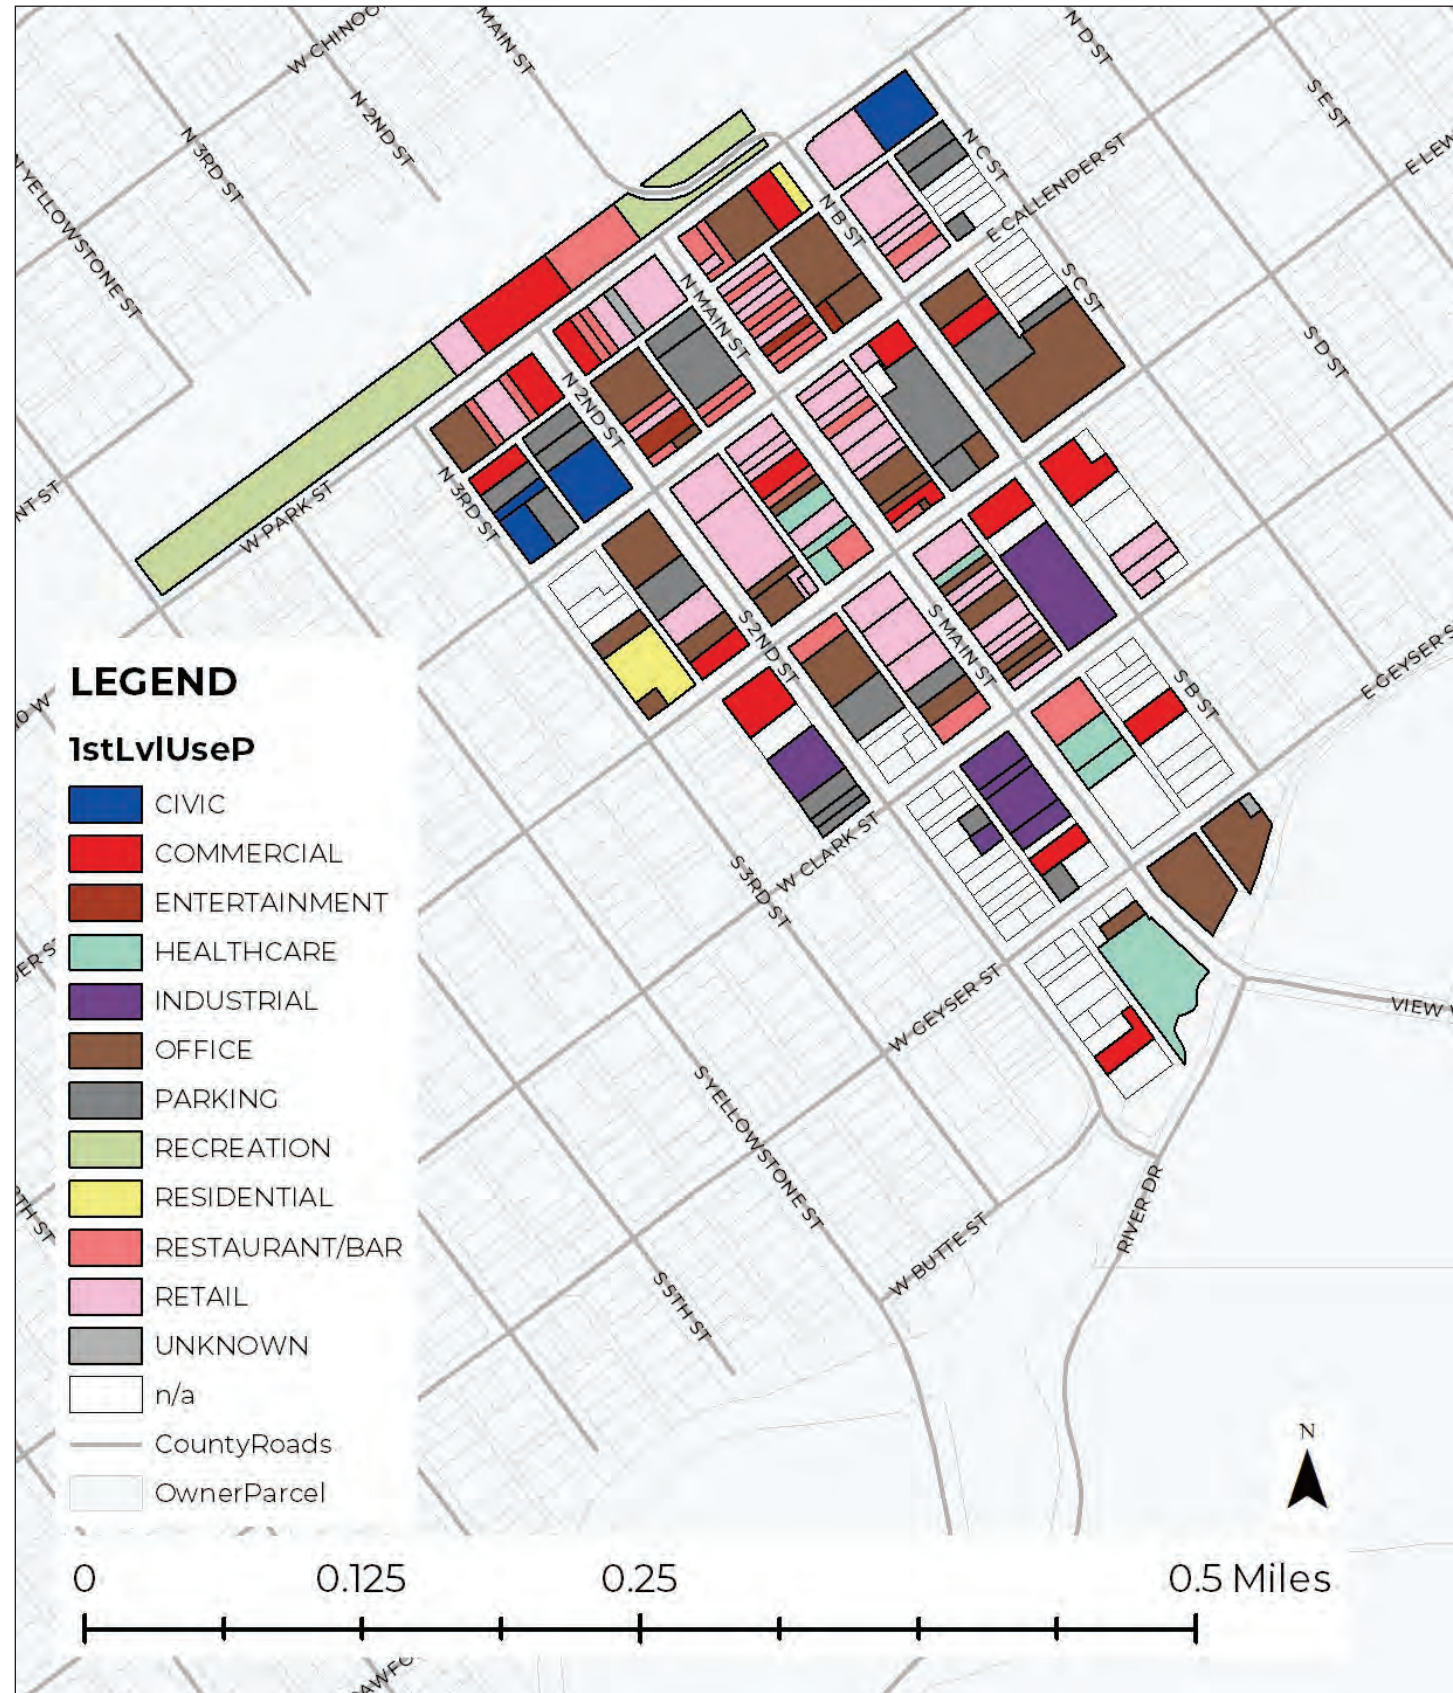 W CHINOO
MAIN ST
N D ST
S E ST
N 2ND ST
N 3RD ST
N YELLOWSTONE ST
N C ST
E CALLENDER ST
E LEW
N B ST
S C ST
N MAIN ST
S D ST
N 2ND ST
N 3RD ST
W PARK ST
NT ST
S 2ND ST
S MAIN ST
S B ST
E GEYSER S
W CLARK ST
S 3RD ST
W GEYSER ST
VIEW V
S YELLOWSTONE ST
RIVER DR
W BUTTE ST
S 5TH ST
LEGEND
1stLvlUseP
CIVIC
COMMERCIAL
ENTERTAINMENT
HEALTHCARE
INDUSTRIAL
OFFICE
PARKING
RECREATION
RESIDENTIAL
RESTAURANT/BAR
RETAIL
UNKNOWN
n/a
CountyRoads
OwnerParcel
N
0 0.125 0.25 0.5 Miles